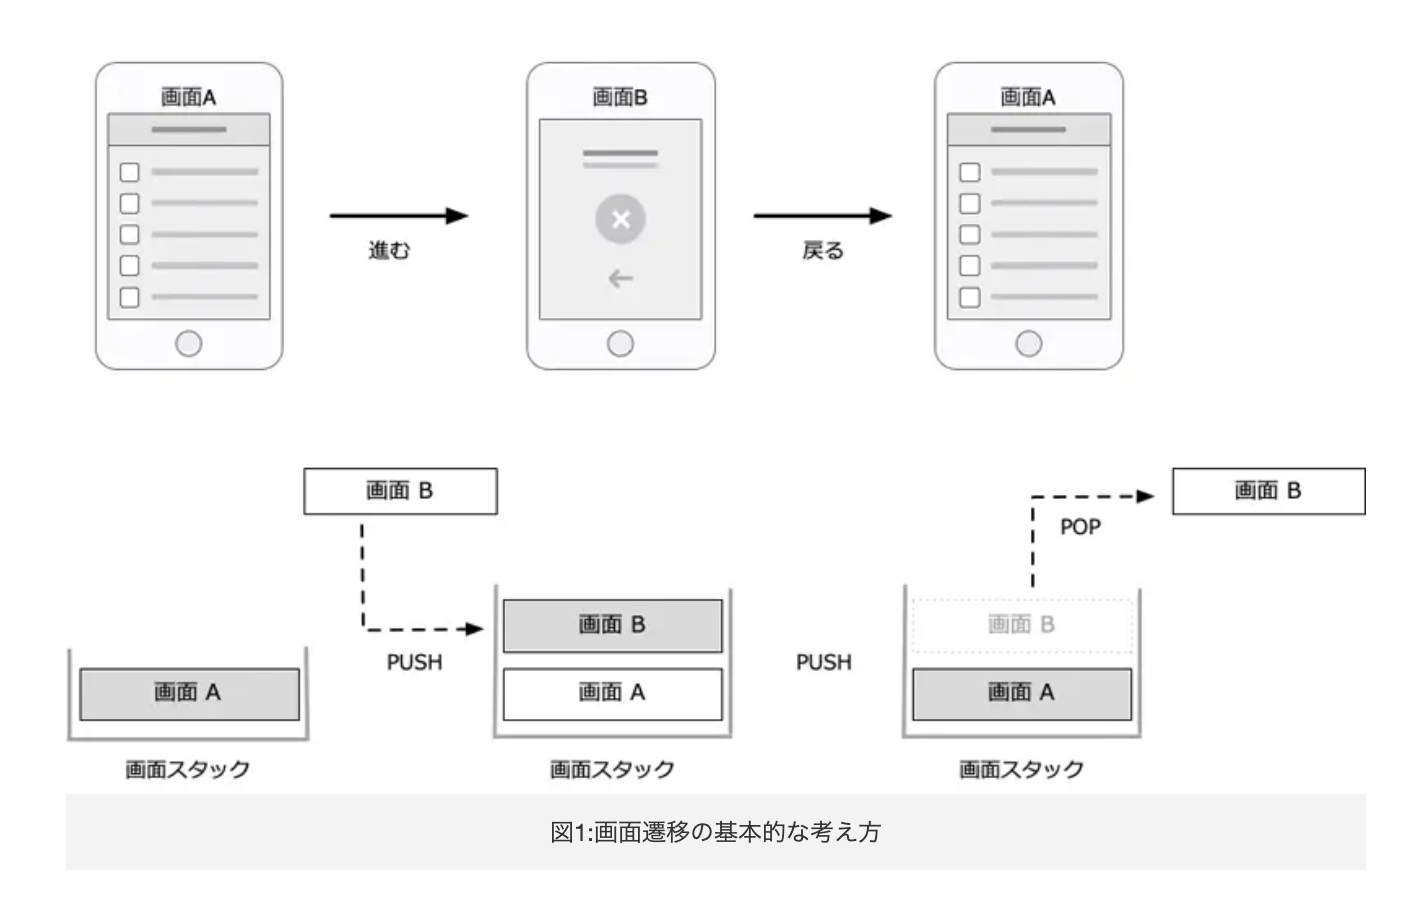 画面A
画面B
画面A
進む
戻る
画面 B
画面 B
POP
画面 B
画面 B
PUSH
PUSH
画面 A
画面 A
画面 A
画面スタック
画面スタック
画面スタック
図1:画面遷移の基本的な考え方